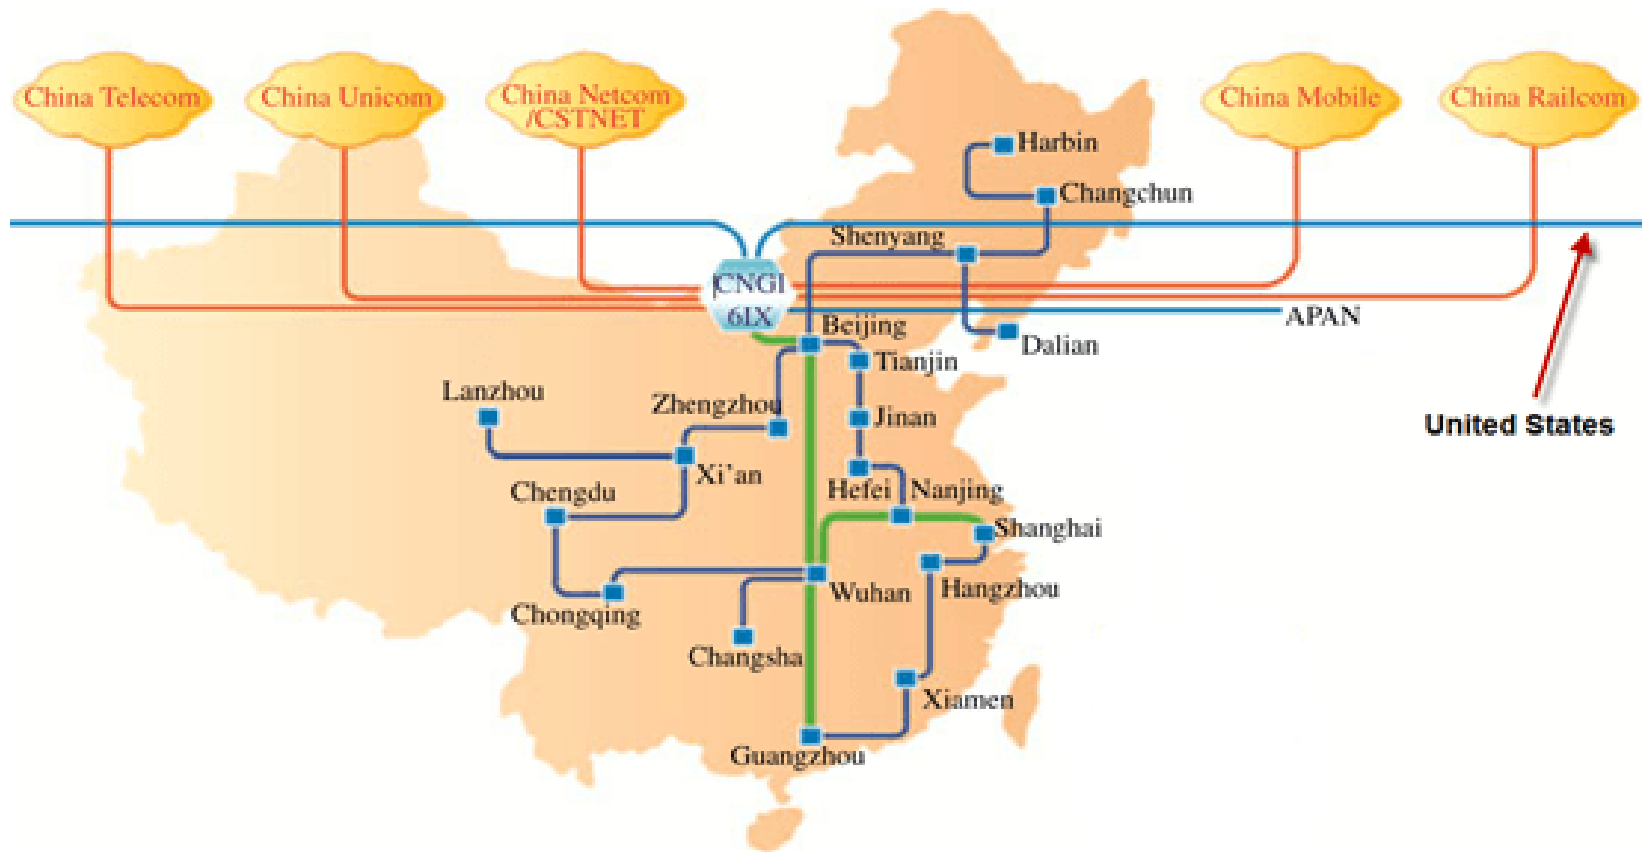 China Telecom
China Unicom
China Netcom
/CSTNET
China Mobile
China Railcom
Harbin
Changchun
Shenyang
CNGI
6IX
APAN
Beijing
Dalian
Tianjin
Lanzhou
Zhengzhou
Jinan
United States
Xi'an
Chengdu
Hefei
Nanjing
Shanghai
Wuhan
Hangzhou
Chongqing
Changsha
Xiamen
Guangzhou